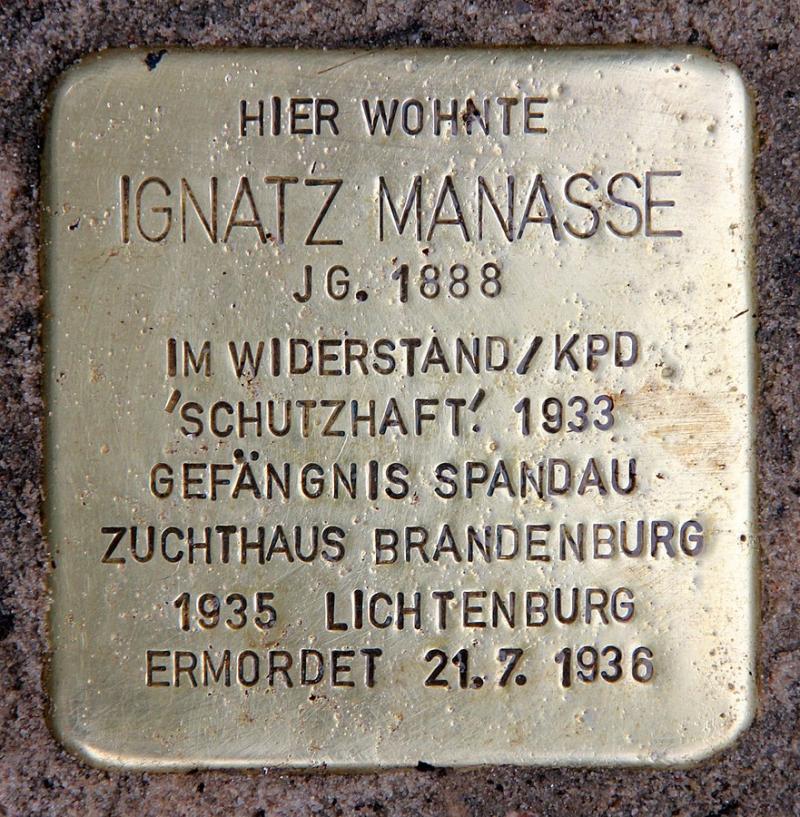 HIER WOHNTE
IGNATZ MANASSE
JG. 1888
IM WIDERSTAND/KPD
'SCHUTZHAFT' 1933
GEFÄNGNIS SPANDAU
ZUCHTHAUS BRANDENBURG
1935 LICHTENBURG
ERMORDET 21.7. 1936